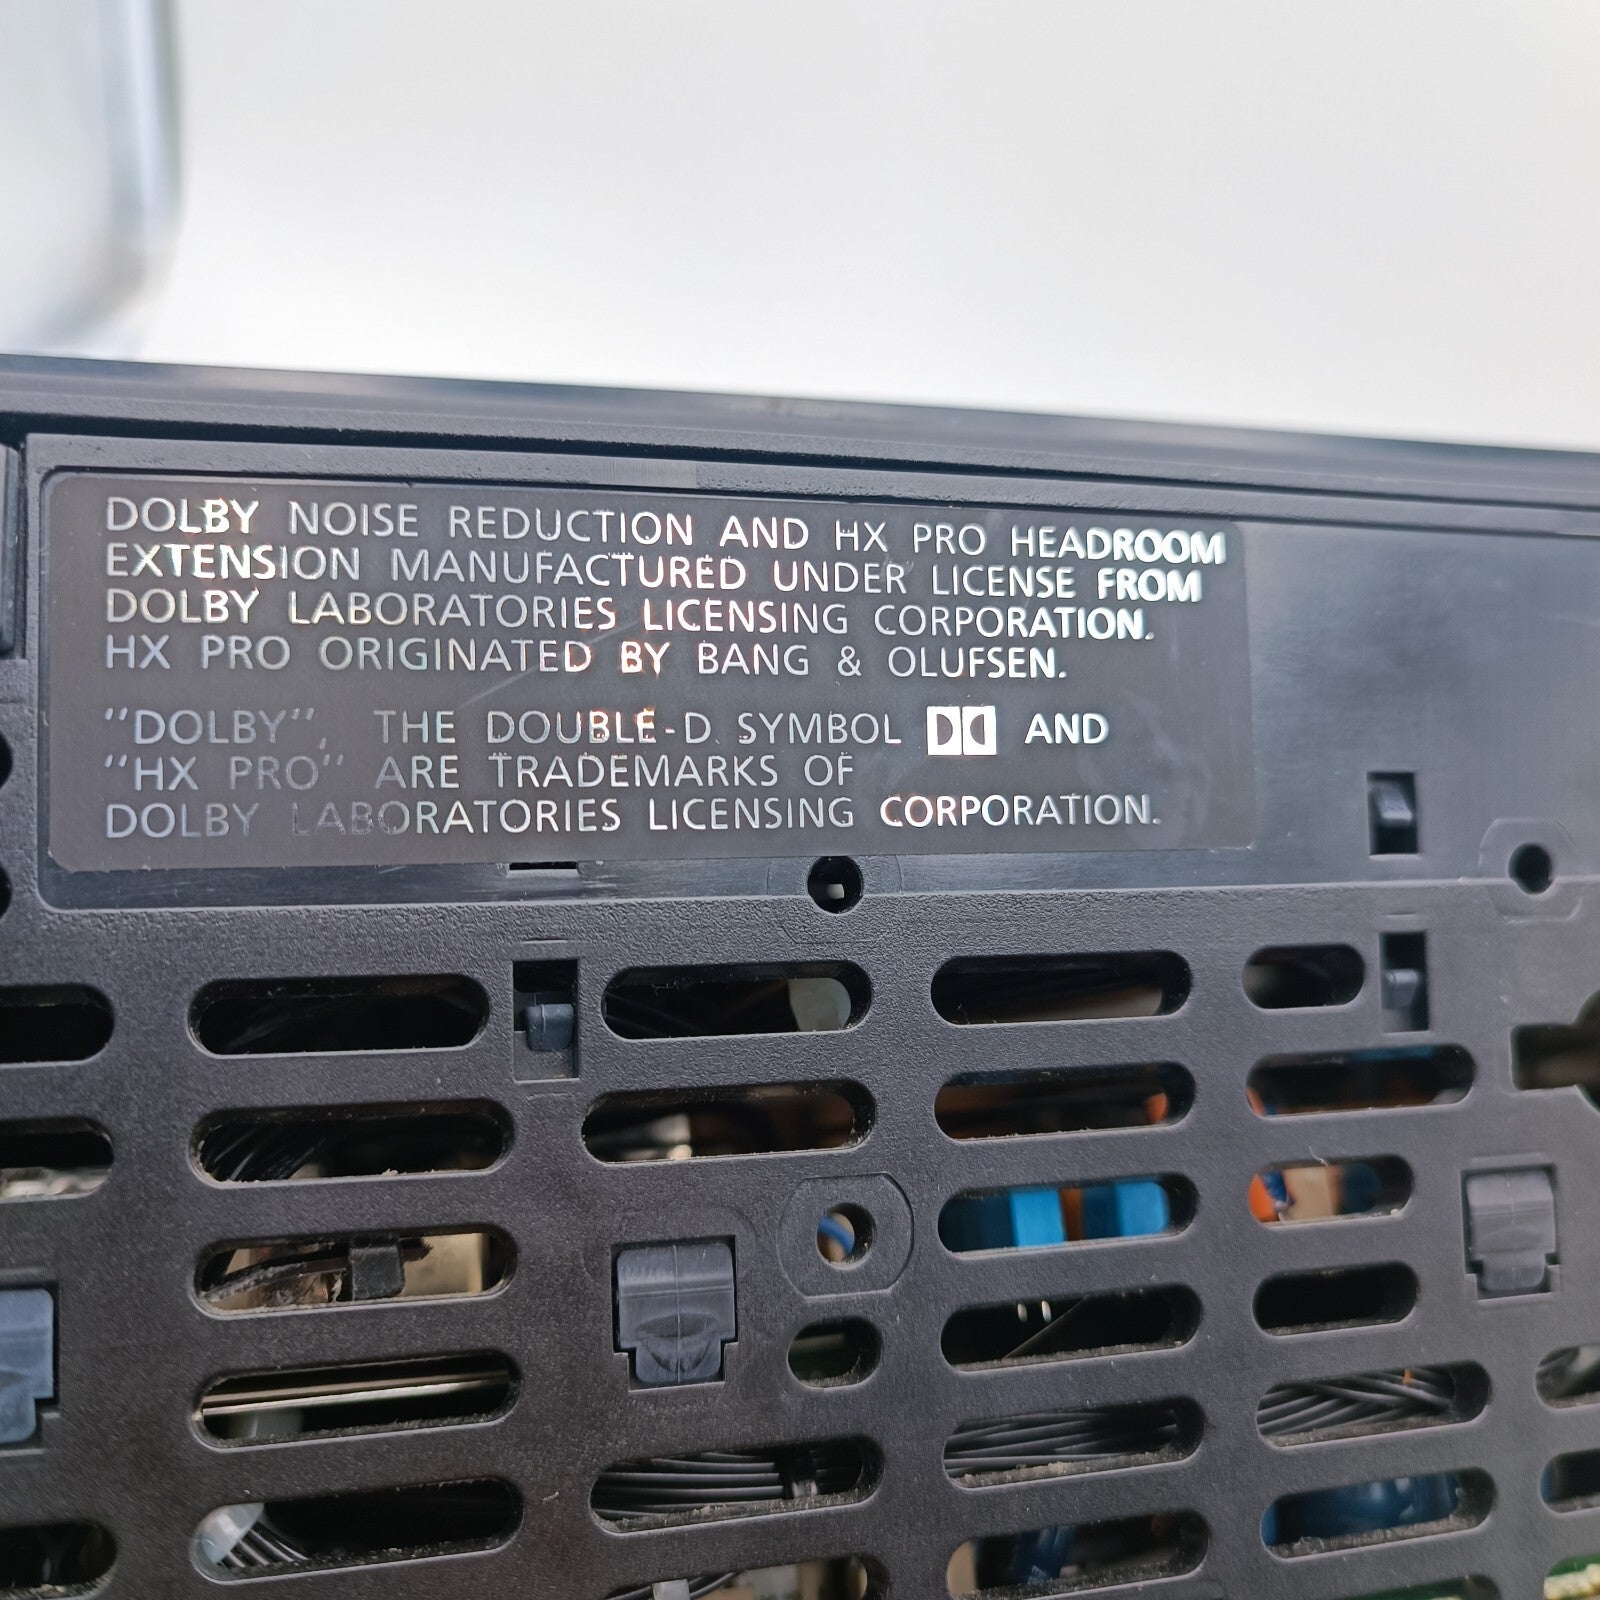 DOLBY NOISE REDUCTION AND HX PRO HEADROOM
EXTENSION MANUFACTURED UNDER LICENSE FROM
DOLBY LABORATORIES LICENSING CORPORATION.
HX PRO ORIGINATED BY BANG & OLUFSEN.
"DOLBY", THE DOUBLE-D SYMBOL AND
"HX PRO" ARE TRADEMARKS OF
DOLBY LABORATORIES LICENSING CORPORATION.